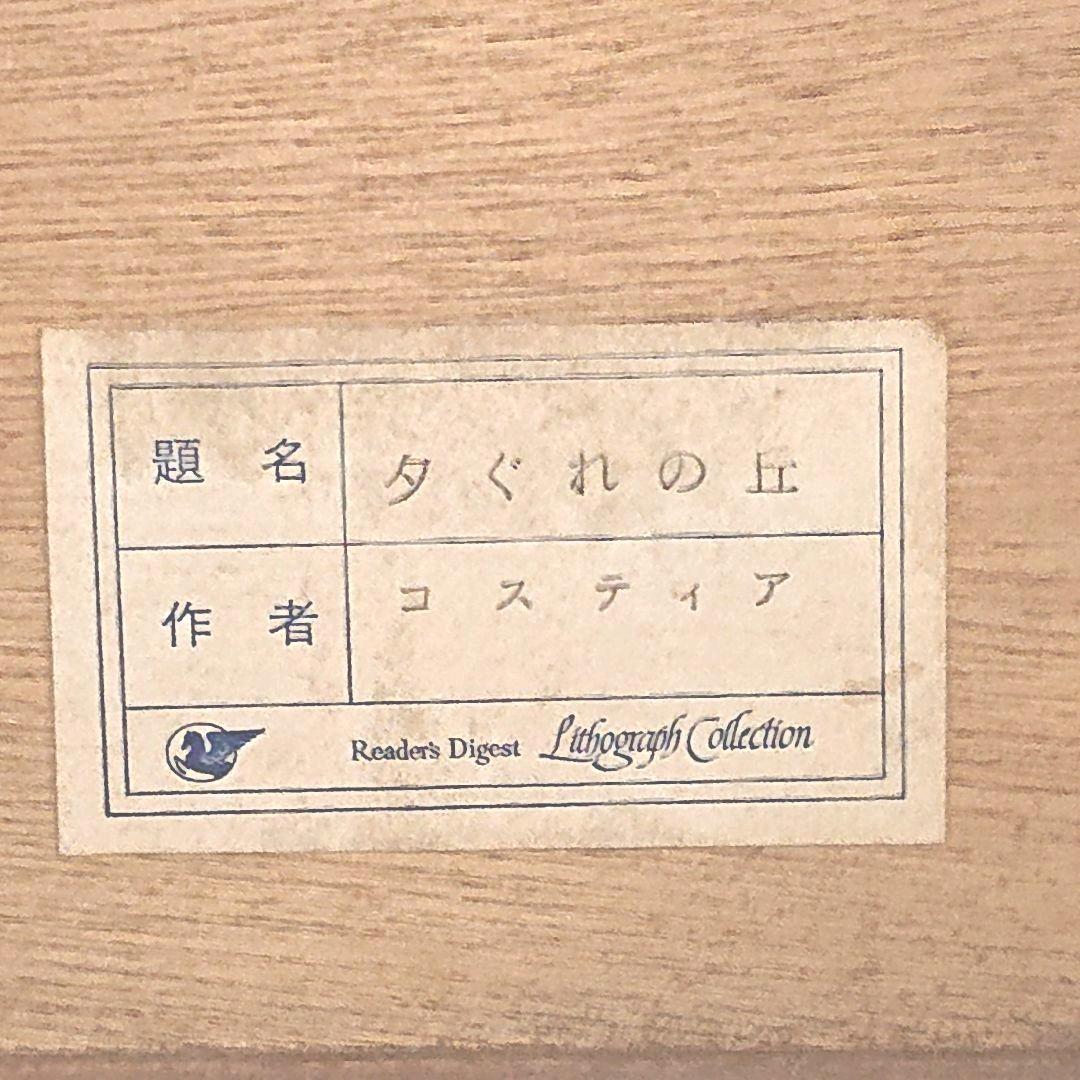 題名 夕ぐれの丘
作者 コスティア
Reader's Digest Lithograph Collection